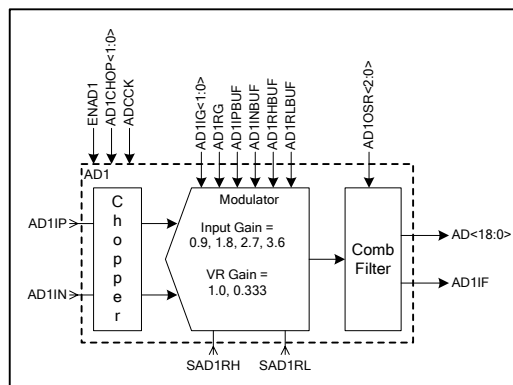 ENAD1
AD1CHOP<1:0>
ADCCK
AD1IG<1:0>
AD1RG
AD1IPBUF
AD1INBUF
AD1RHBUF
AD1RLBUF
AD1OSR<2:0>
AD1
Chopper
Modulator
Input Gain =
0.9, 1.8, 2.7, 3.6
VR Gain =
1.0, 0.333
Comb
Filter
AD1IP
AD1IN
AD<18:0>
AD1IF
SAD1RH
SAD1RL